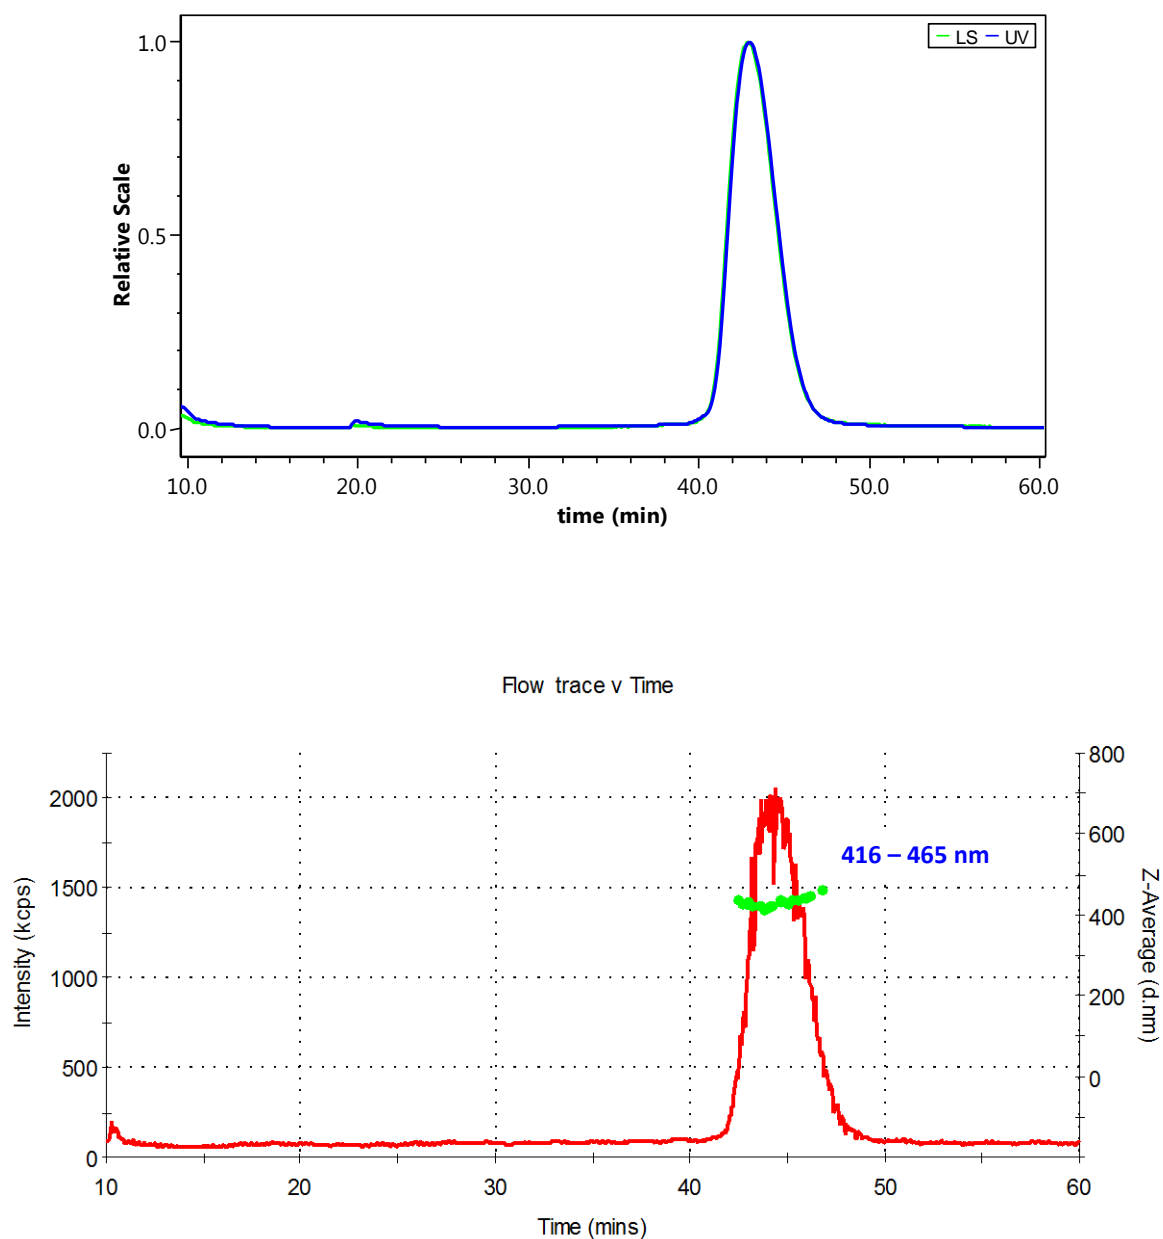 LS UV
1.0
0.5
0.0
Relative Scale
10.0 20.0 30.0 40.0 50.0 60.0
time (min)
Flow trace v Time
2000
1500
1000
500
0
Intensity (kcps)
800
600
400
200
0
Z-Average (d.nm)
416 – 465 nm
10 20 30 40 50 60
Time (mins)